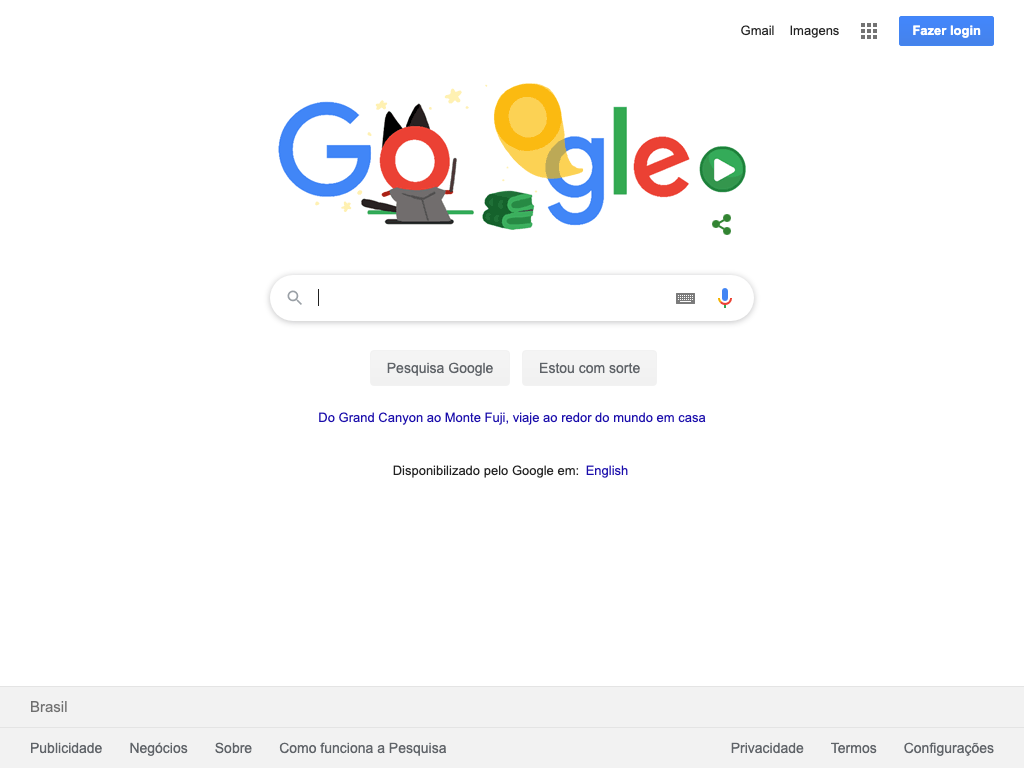 Gmail Imagens Fazer login
Google
Pesquisa Google Estou com sorte
Do Grand Canyon ao Monte Fuji, viaje ao redor do mundo em casa
Disponibilizado pelo Google em: English
Brasil
Publicidade Negócios Sobre Como funciona a Pesquisa Privacidade Termos Configurações